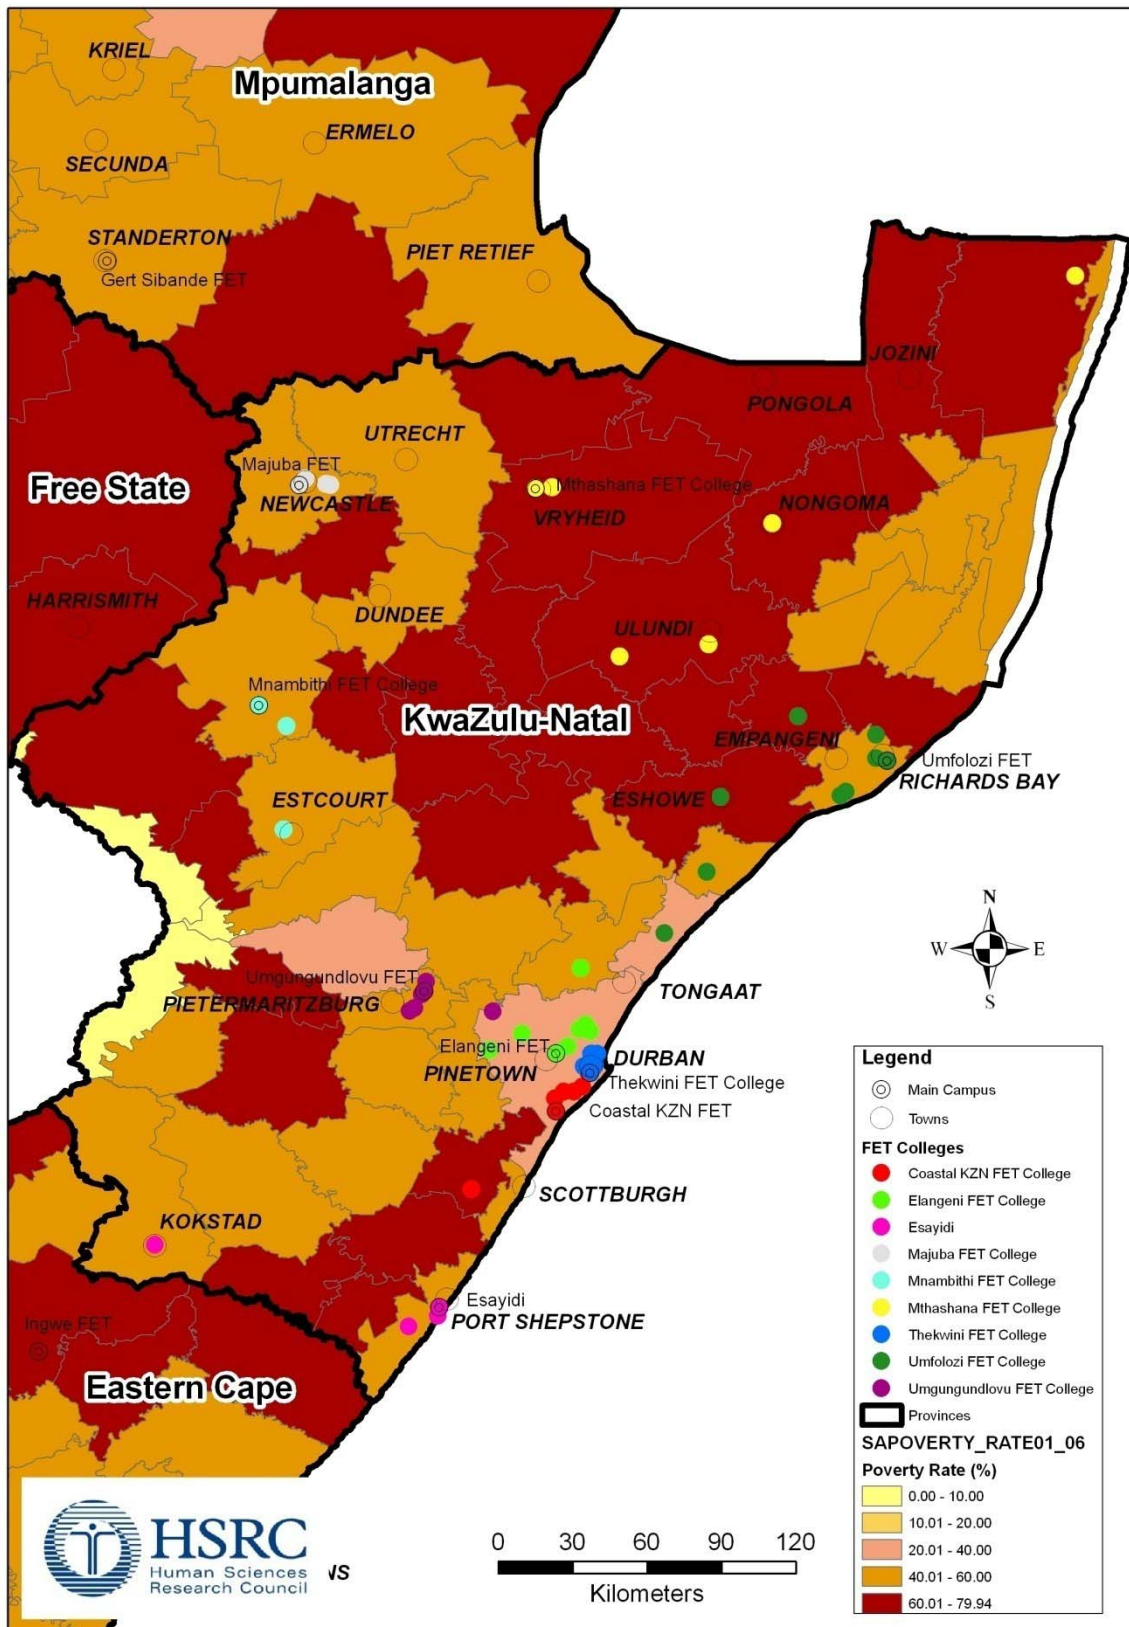 KRIEL
Mpumalanga
ERMELO
SECUNDA
STANDERTON
Gert Sibande FET
PIET RETIEF
JOZINI
PONGOLA
UTRECHT
Majuba FET
NEWCASTLE
Free State
Mthashana FET College
VRYHEID
NONGOMA
HARRISMITH
DUNDEE
ULUNDI
Mnambithi FET College
KwaZulu-Natal
EMPANGENI
Umfolozi FET
RICHARDS BAY
ESTCOURT
ESHOWE
Umgungundlovu FET
PIETERMARITZBURG
TONGAAT
Elangeni FET
PINETOWN
DURBAN
Thekwini FET College
Coastal KZN FET
SCOTTBURGH
KOKSTAD
Esayidi
PORT SHEPSTONE
Ingwe FET
Eastern Cape
N
W
E
S
Legend
Main Campus
Towns
FET Colleges
Coastal KZN FET College
Elangeni FET College
Esayidi
Majuba FET College
Mnambithi FET College
Mthashana FET College
Thekwini FET College
Umfolozi FET College
Umgungundlovu FET College
Provinces
SAPOVERTY_RATE01_06
Poverty Rate (%)
0.00 - 10.00
10.01 - 20.00
20.01 - 40.00
40.01 - 60.00
60.01 - 79.94
HSRC
Human Sciences
Research Council
0 30 60 90 120
Kilometers